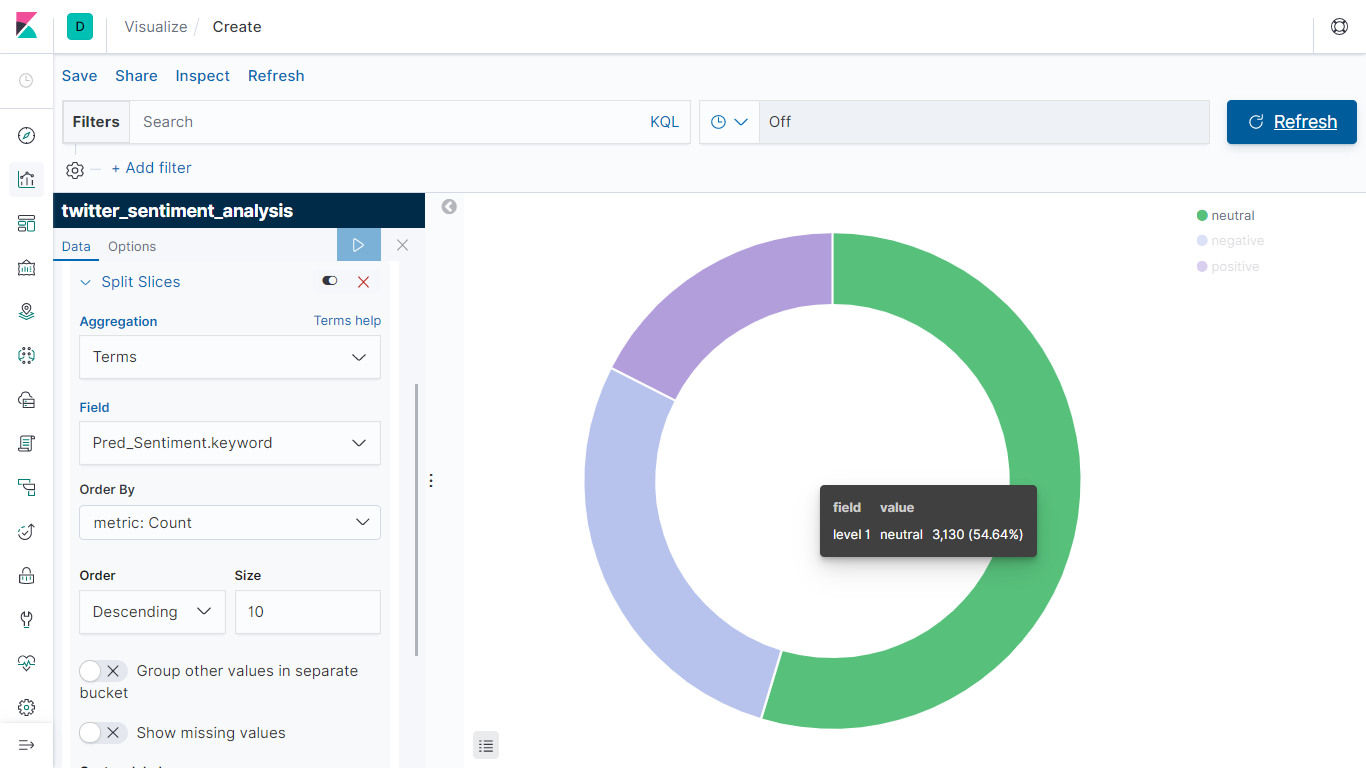 D
Visualize / Create
Save Share Inspect Refresh
Filters Search KQL Off Refresh
+ Add filter
twitter_sentiment_analysis
Data Options
Split Slices
Aggregation Terms help
Terms
Field
Pred_Sentiment.keyword
Order By
metric: Count
Order Size
Descending 10
Group other values in separate
bucket
Show missing values
neutral
negative
positive
field value
level 1 neutral 3,130 (54.64%)